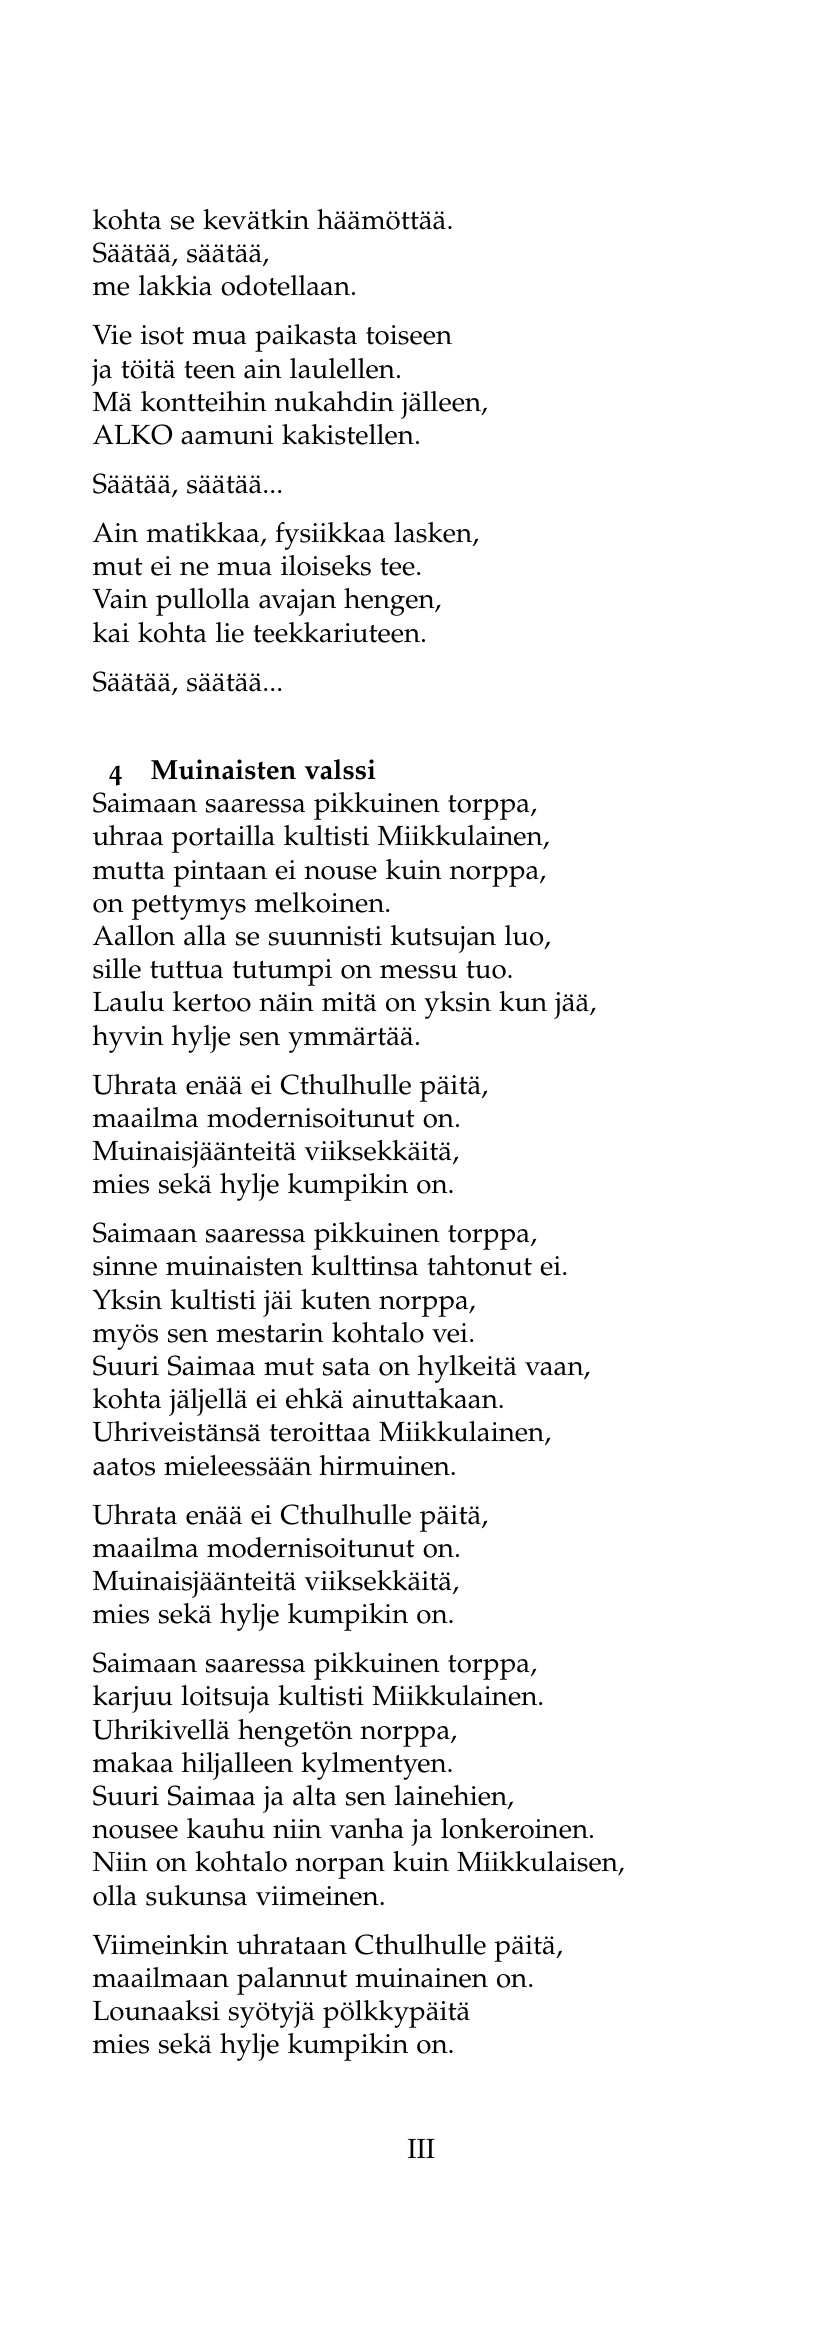 kohta se kevätkin häämöttää.
Säätää, säätää,
me lakkia odotellaan.
Vie isot mua paikasta toiseen
ja töitä teen ain laulellen.
Mä kontteihin nukahdin jälleen,
ALKO aamuni kakistellen.
Säätää, säätää...
Ain matikkaa, fysiikkaa lasken,
mut ei ne mua iloiseks tee.
Vain pullolla avajan hengen,
kai kohta lie teekkariuteen.
Säätää, säätää...
4 Muinaisten valssi
Saimaan saaressa pikkuinen torppa,
uhraa portailla kultisti Miikkulainen,
mutta pintaan ei nouse kuin norppa,
on pettymys melkoinen.
Aallon alla se suunnisti kutsujan luo,
sille tuttua tutumpi on messu tuo.
Laulu kertoo näin mitä on yksin kun jää,
hyvin hylje sen ymmärtää.
Uhrata enää ei Cthulhulle päitä,
maailma modernisoitunut on.
Muinaisjäänteitä viiksekkäitä,
mies sekä hylje kumpikin on.
Saimaan saaressa pikkuinen torppa,
sinne muinaisten kulttinsa tahtonut ei.
Yksin kultisti jäi kuten norppa,
myös sen mestarin kohtalo vei.
Suuri Saimaa mut sata on hylkeitä vaan,
kohta jäljellä ei ehkä ainuttakaan.
Uhriveistänsä teroittaa Miikkulainen,
aatos mieleessään hirmuinen.
Uhrata enää ei Cthulhulle päitä,
maailma modernisoitunut on.
Muinaisjäänteitä viiksekkäitä,
mies sekä hylje kumpikin on.
Saimaan saaressa pikkuinen torppa,
karjuu loitsuja kultisti Miikkulainen.
Uhrikivellä hengetön norppa,
makaa hiljalleen kylmentyen.
Suuri Saimaa ja alta sen lainehien,
nousee kauhu niin vanha ja lonkeroinen.
Niin on kohtalo norpan kuin Miikkulaisen,
olla sukunsa viimeinen.
Viimeinkin uhrataan Cthulhulle päitä,
maailmaan palannut muinainen on.
Lounaaksi syötyjä pölkkypäitä
mies sekä hylje kumpikin on.
III